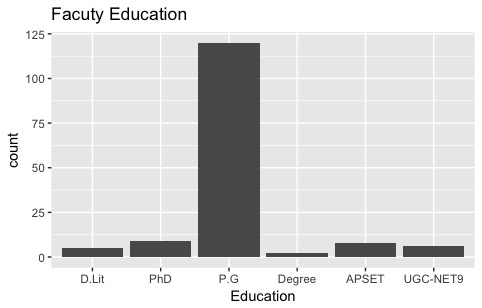 Facuty Education
125
100
75
50
25
0
count
D.Lit PhD P.G Degree APSET UGC-NET9
Education